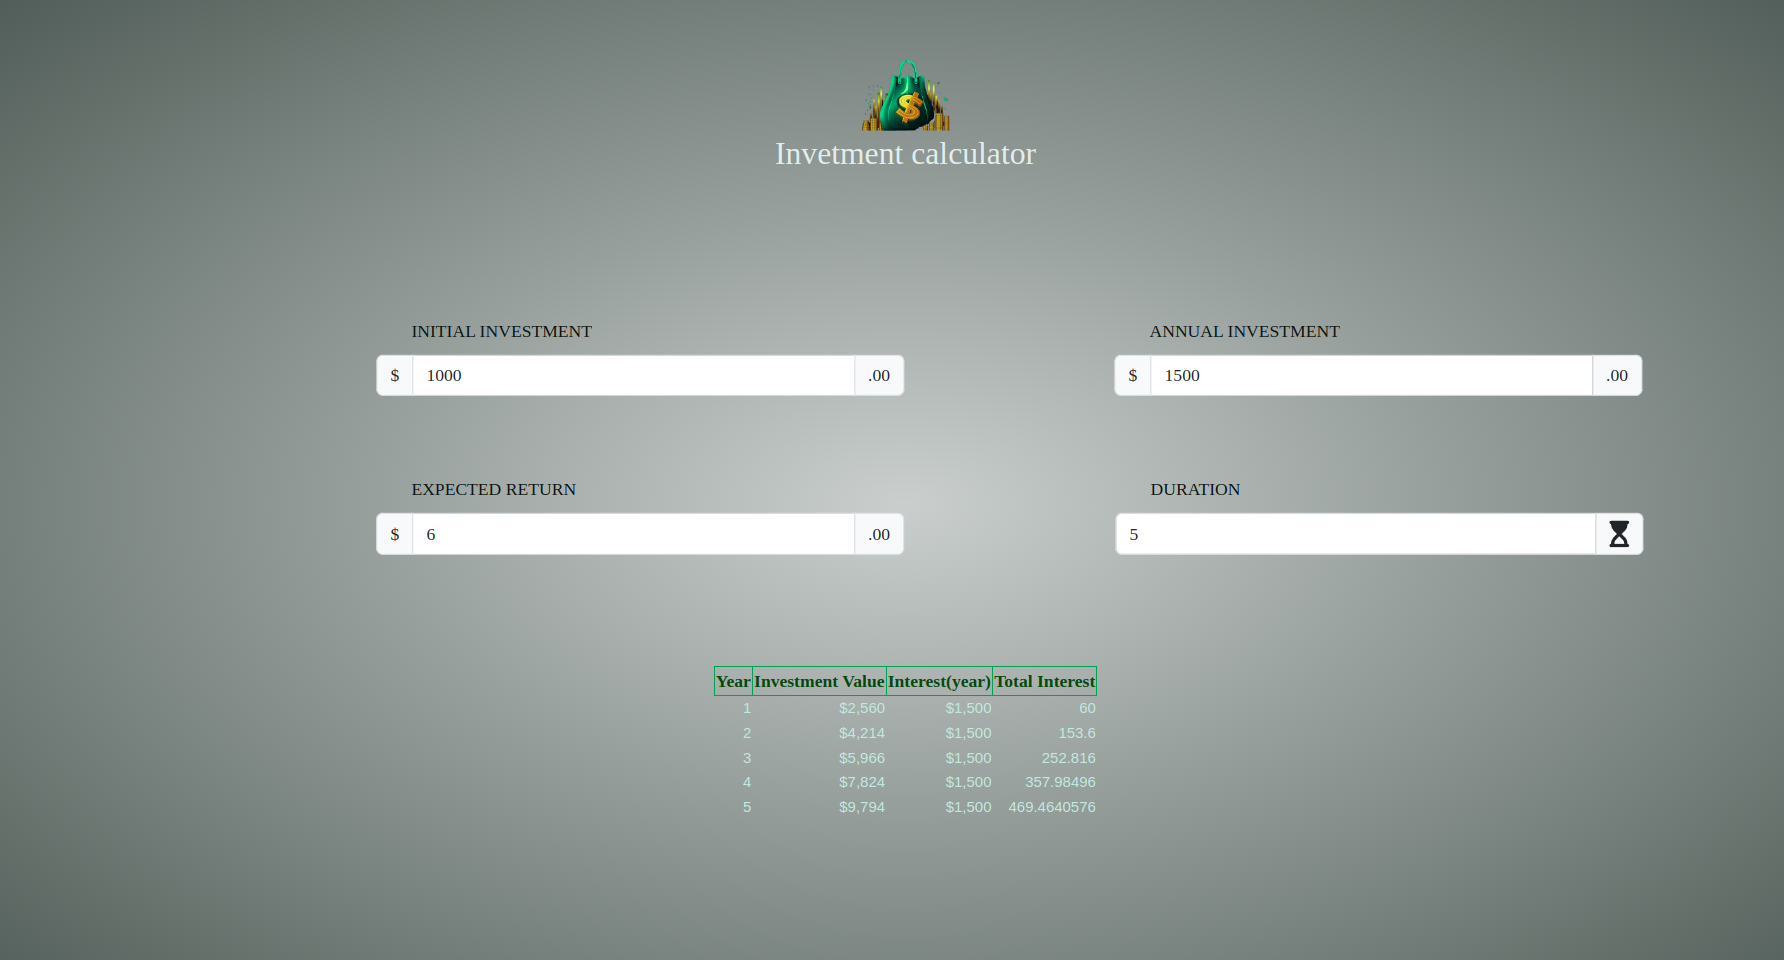 $
Invetment calculator
INITIAL INVESTMENT ANNUAL INVESTMENT
$ 1000 .00 $ 1500 .00
EXPECTED RETURN DURATION
$ 6 .00 5
Year Investment Value Interest(year) Total Interest
1 $2,560 $1,500 60
2 $4,214 $1,500 153.6
3 $5,966 $1,500 252.816
4 $7,824 $1,500 357.98496
5 $9,794 $1,500 469.4640576